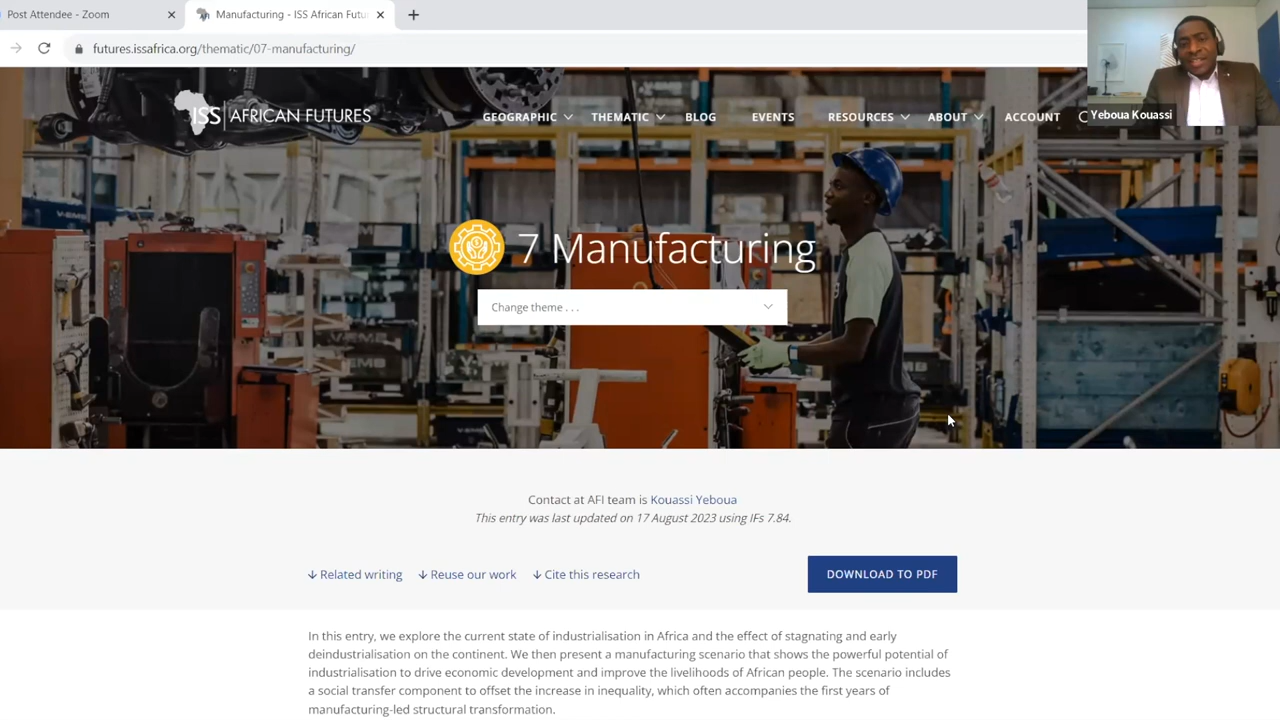 Post Attendee - Zoom
Manufacturing - ISS African Futu
futures.issafrica.org/thematic/07-manufacturing/
ISS AFRICAN FUTURES
GEOGRAPHIC THEMATIC BLOG EVENTS RESOURCES ABOUT ACCOUNT
Yeboua Kouassi
7 Manufacturing
Change theme . . .
Contact at AFI team is Kouassi Yeboua
This entry was last updated on 17 August 2023 using IFs 7.84.
Related writing Reuse our work Cite this research DOWNLOAD TO PDF
In this entry, we explore the current state of industrialisation in Africa and the effect of stagnating and early
deindustrialisation on the continent. We then present a manufacturing scenario that shows the powerful potential of
industrialisation to drive economic development and improve the livelihoods of African people. The scenario includes
a social transfer component to offset the increase in inequality, which often accompanies the first years of
manufacturing-led structural transformation.